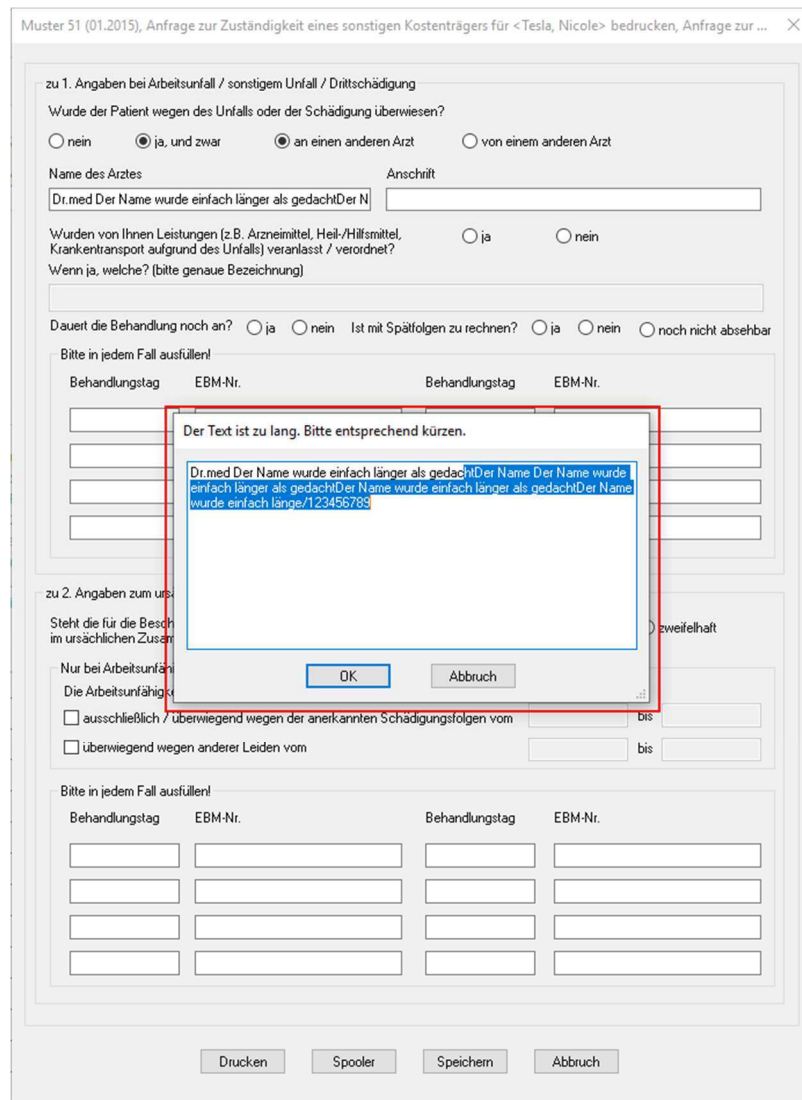 Muster 51 (01.2015), Anfrage zur Zuständigkeit eines sonstigen Kostenträgers für <Tesla, Nicole> bedrucken, Anfrage zur ...
zu 1. Angaben bei Arbeitsunfall / sonstigem Unfall / Drittschädigung
Wurde der Patient wegen des Unfalls oder der Schädigung überwiesen?
nein ja, und zwar an einen anderen Arzt von einem anderen Arzt
Name des Arztes Anschrift
Dr.med Der Name wurde einfach länger als gedachtDer N
Wurden von Ihnen Leistungen (z.B. Arzneimittel, Heil-/Hilfsmittel,
Krankentransport aufgrund des Unfalls) veranlasst / verordnet? ja nein
Wenn ja, welche? (bitte genaue Bezeichnung)
Dauert die Behandlung noch an? ja nein Ist mit Spätfolgen zu rechnen? ja nein noch nicht absehbar
Bitte in jedem Fall ausfüllen!
Behandlungstag EBM-Nr. Behandlungstag EBM-Nr.
Der Text ist zu lang. Bitte entsprechend kürzen.
Dr.med Der Name wurde einfach länger als gedachtDer Name Der Name wurde
einfach länger als gedachtDer Name wurde einfach länger als gedachtDer Name
wurde einfach länge/123456789
OK Abbruch
zu 2. Angaben zum urs
Steht die für die Besch
im ursächlichen Zusam zweifelhaft
Nur bei Arbeitsunfähi
Die Arbeitsunfähigke
ausschließlich / überwiegend wegen der anerkannten Schädigungsfolgen vom bis
überwiegend wegen anderer Leiden vom bis
Bitte in jedem Fall ausfüllen!
Behandlungstag EBM-Nr. Behandlungstag EBM-Nr.
Drucken Spooler Speichern Abbruch